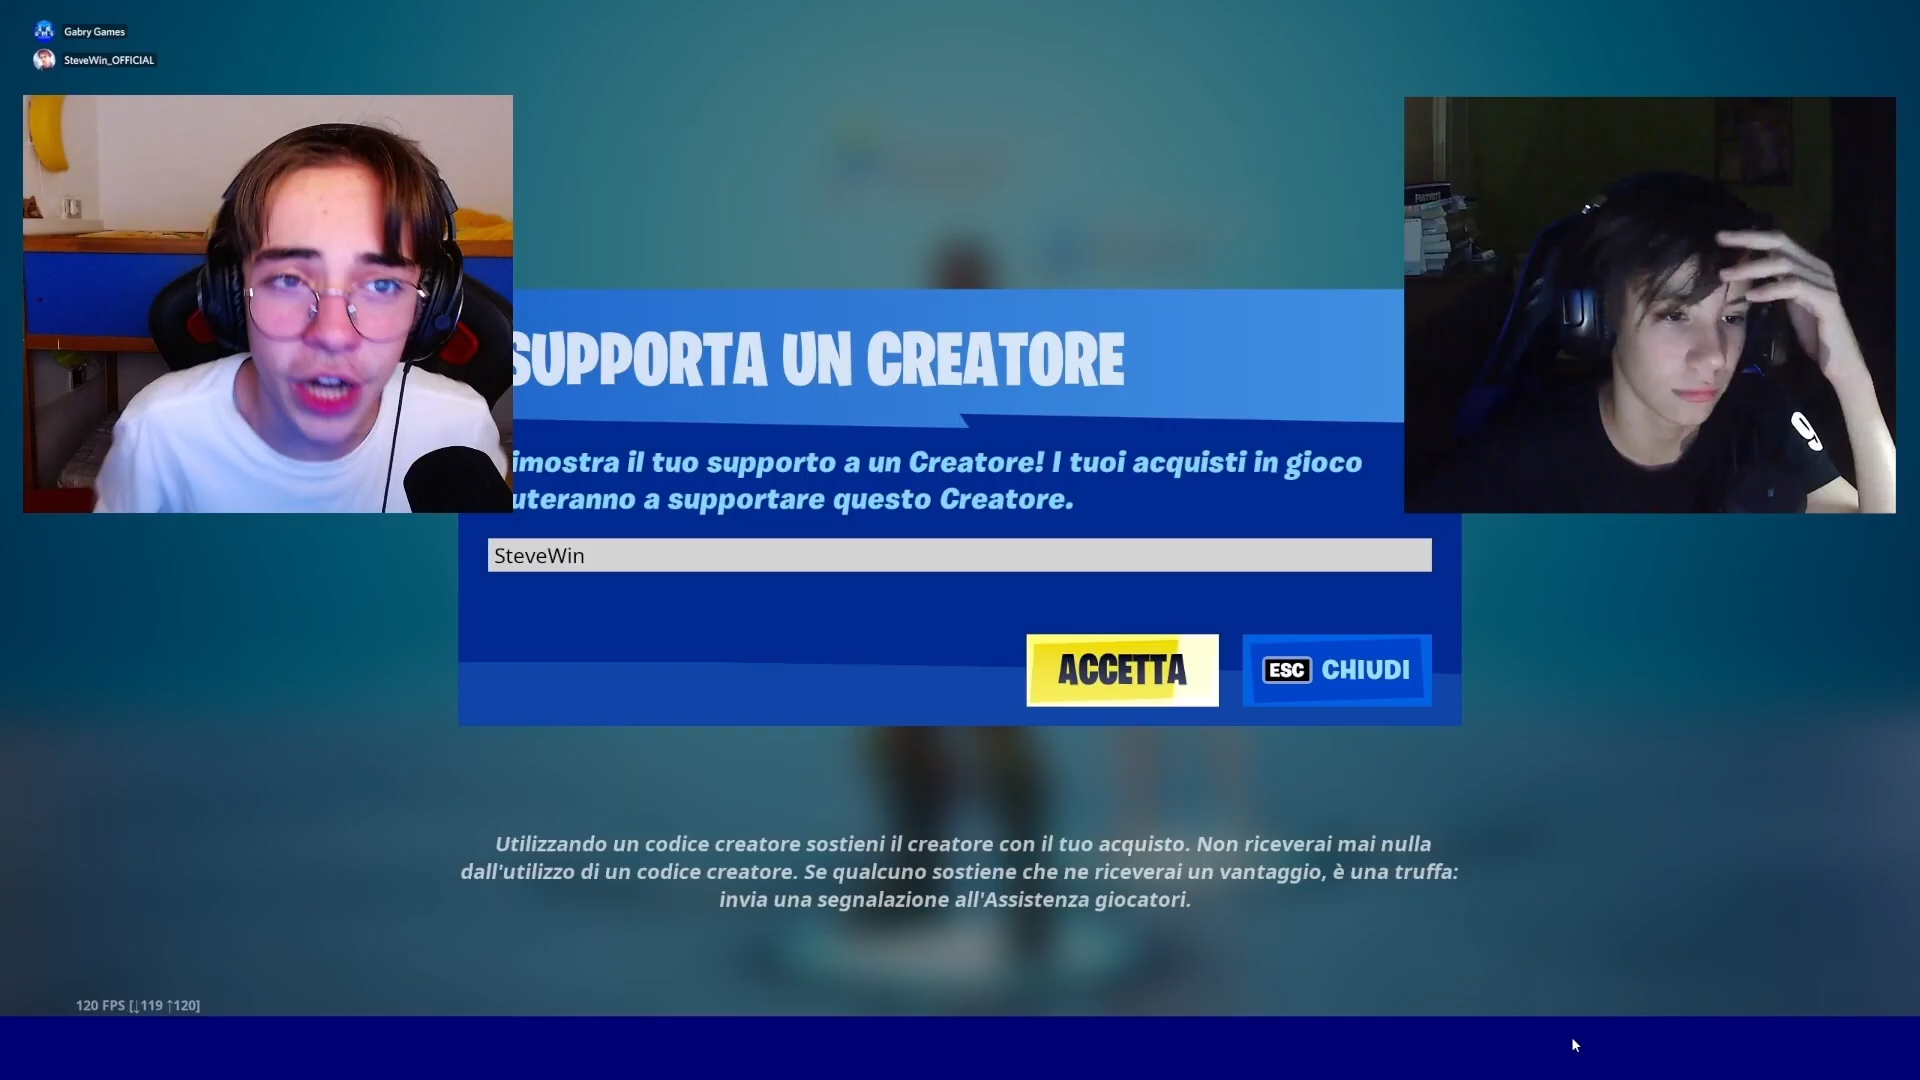 Gabry Games
SteveWin_OFFICIAL
FORTNITE
SUPPORTA UN CREATORE
imostra il tuo supporto a un Creatore! I tuoi acquisti in gioco
uteranno a supportare questo Creatore.
SteveWin
ACCETTA
ESC CHIUDI
Utilizzando un codice creatore sostieni il creatore con il tuo acquisto. Non riceverai mai nulla
dall'utilizzo di un codice creatore. Se qualcuno sostiene che ne riceverai un vantaggio, è una truffa:
invia una segnalazione all'Assistenza giocatori.
120 FPS [↓119 ↑120]